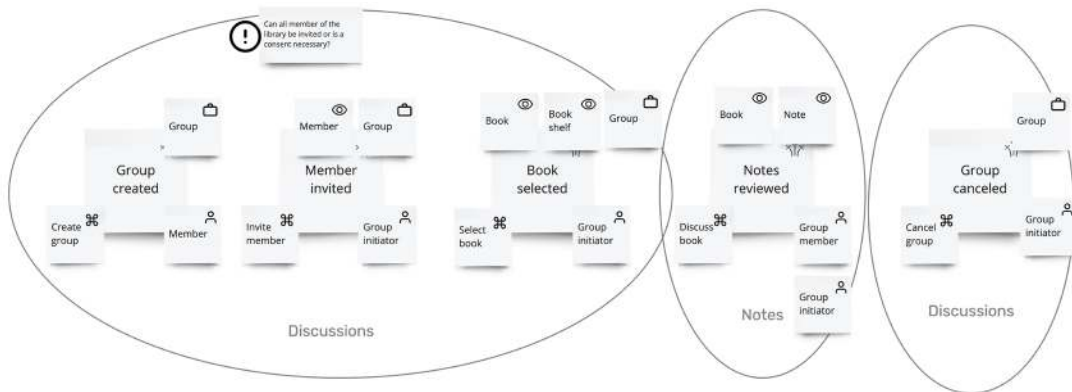 Can all member of the
library be invited or is a
consent necessary?
Group
Group
created
Create
group
Member
Member
Group
Member
invited
Invite
member
Group
initiator
Book
Book
shelf
Group
Book
selected
Select
book
Group
initiator
Discussions
Book
Note
Notes
reviewed
Discuss
book
Group
member
Group
initiator
Notes
Group
Group
canceled
Cancel
group
Group
initiator
Discussions